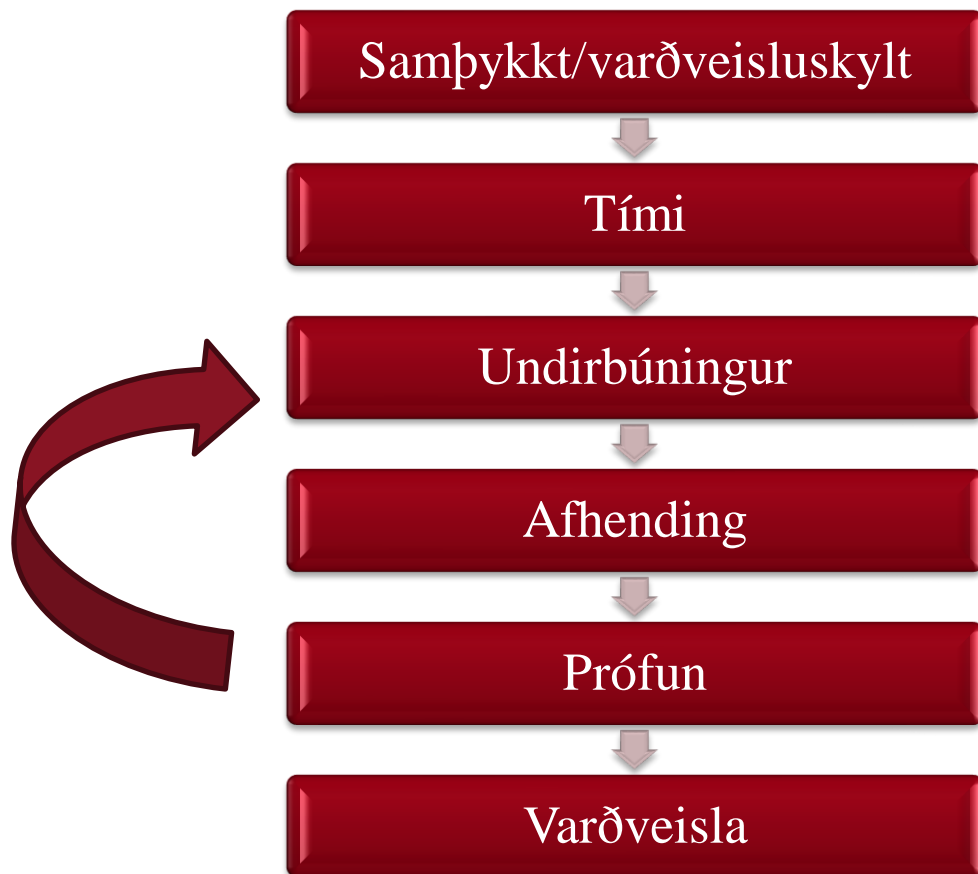 Samþykkt/varðveisluskylt
Tími
Undirbúningur
Afhending
Prófun
Varðveisla